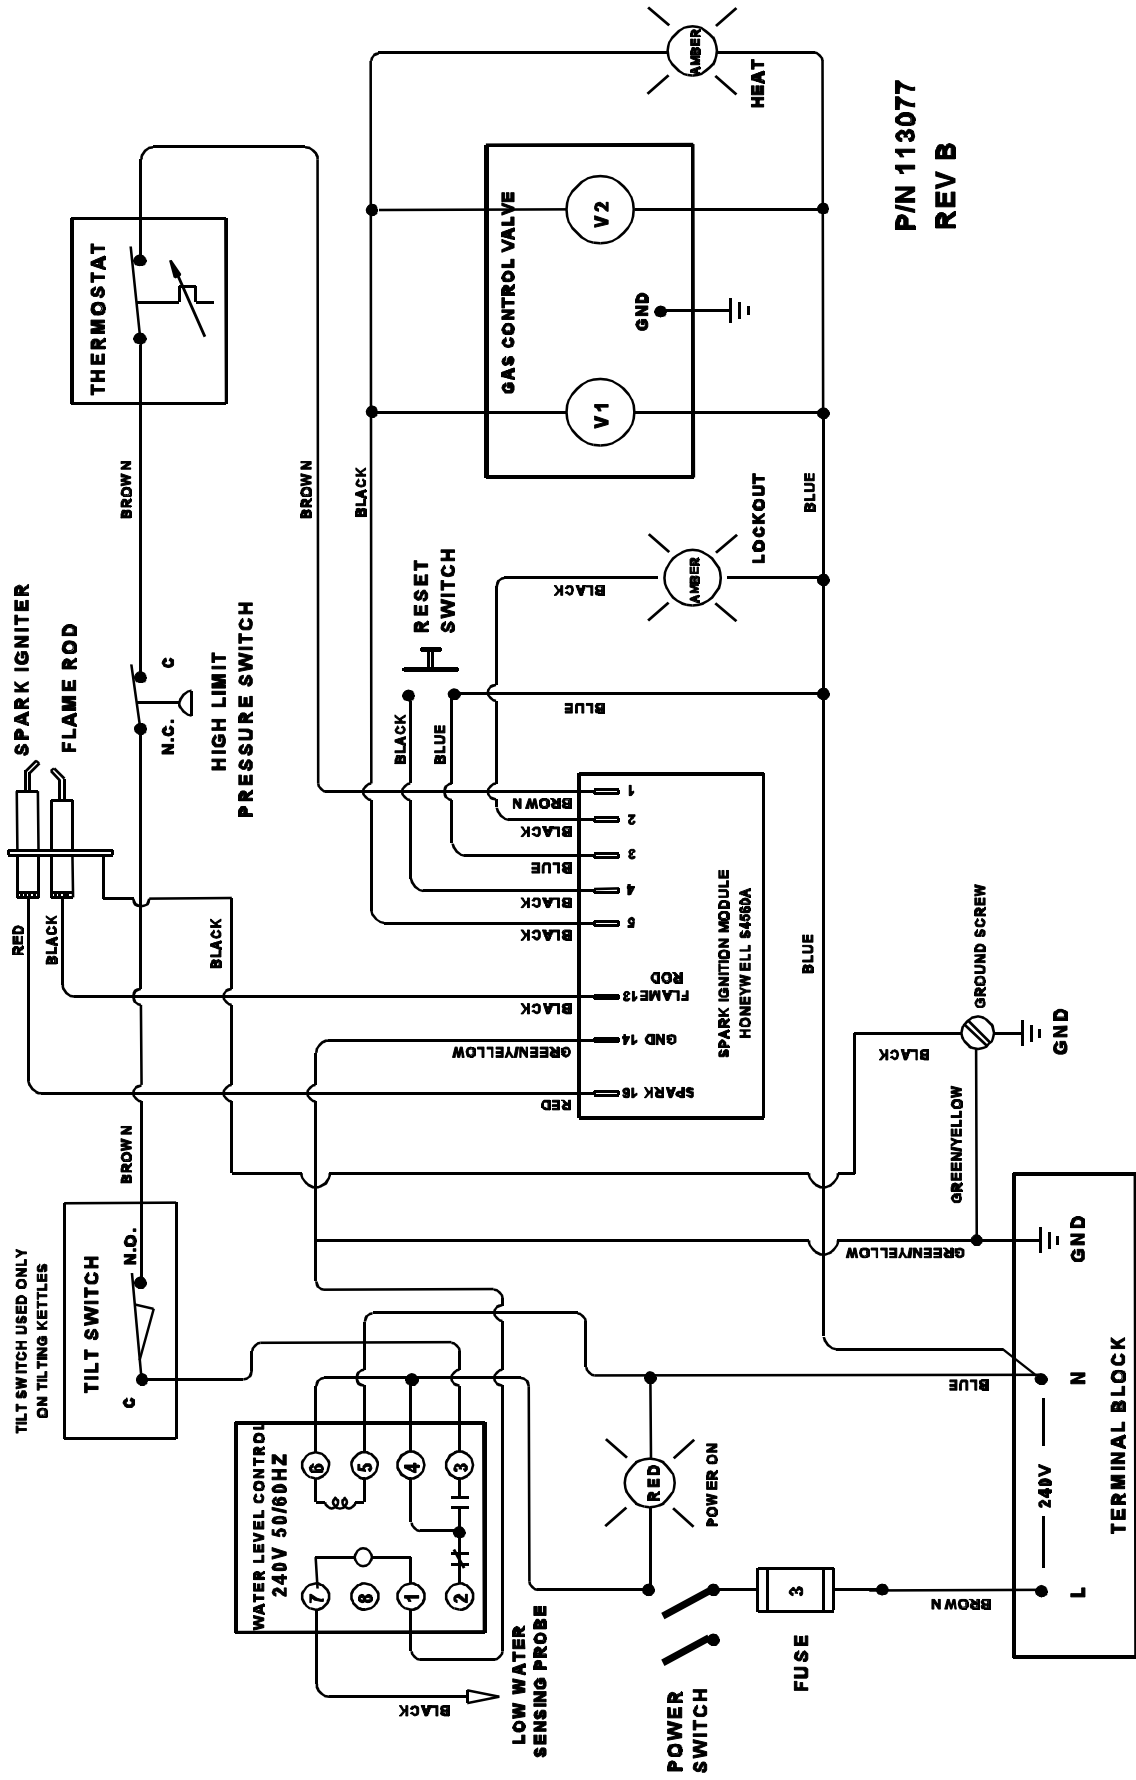 TILT SWITCH USED ONLY
ON TILTING KETTLES
TILT SWITCH
C
N.O.
BROWN
RED
BLACK
SPARK IGNITER
FLAME ROD
N.C.
C
HIGH LIMIT
PRESSURE SWITCH
BROWN
THERMOSTAT
BLACK
BROWN
BLACK
WATER LEVEL CONTROL
240V 50/60HZ
6
5
4
3
7
8
1
2
BLACK
LOW WATER
SENSING PROBE
RESET
SWITCH
BLACK
BLUE
BLUE
BLACK
AMBER
LOCKOUT
BROWN
BLACK
BLUE
BLACK
BLACK
BLACK
GREEN/YELLOW
RED
1
2
3
4
5
FLAME 13
ROD
GND 14
SPARK 16
SPARK IGNITION MODULE
HONEYWELL S4560A
GAS CONTROL VALVE
V1
V2
GND
AMBER
HEAT
BLUE
BLUE
RED
POWER ON
POWER
SWITCH
3
FUSE
BROWN
BLUE
GREEN/YELLOW
GREEN/YELLOW
BLACK
GROUND SCREW
GND
L
240V
N
GND
TERMINAL BLOCK
P/N 113077
REV B